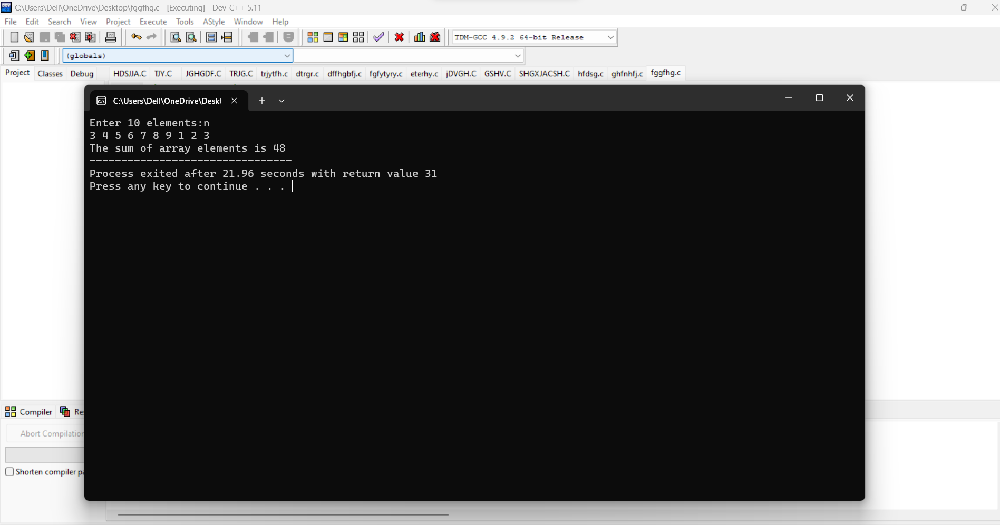 C:\Users\Dell\OneDrive\Desktop\fggfhg.c - [Executing] - Dev-C++ 5.11
File Edit Search View Project Execute Tools AStyle Window Help
TDM-GCC 4.9.2 64-bit Release
(globals)
Project Classes Debug HDSJJA.C TJY.C JGHGDF.C TRJG.C trjytfh.c dtrgr.c dffhgbfj.c fgfytyry.c eterhy.c jDVGH.C GSHV.C SHGXJACSH.C hfdsg.c ghfnhfj.c fggfhg.c
C:\Users\Dell\OneDrive\Deskt
Enter 10 elements:n
3 4 5 6 7 8 9 1 2 3
The sum of array elements is 48
--------------------------------
Process exited after 21.96 seconds with return value 31
Press any key to continue . . .
Compiler Res
Abort Compilation
Shorten compiler pa